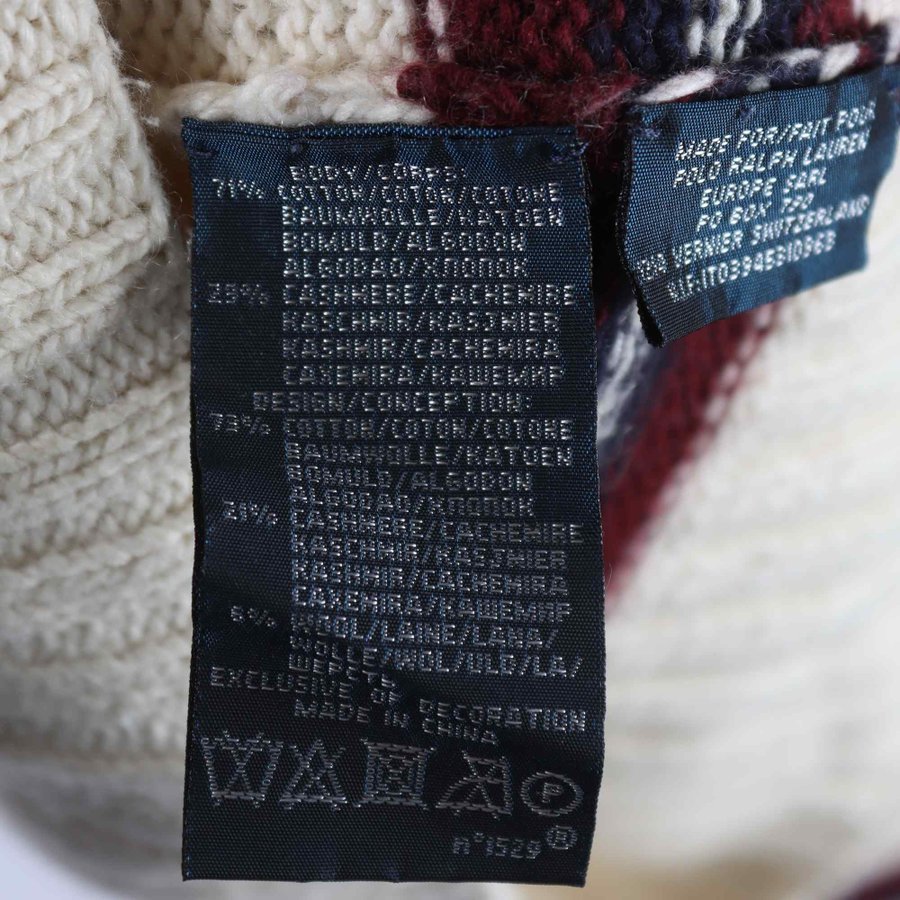 BODY/CORPS:
71% COTTON/COTON/COTONE
BAUMWOLLE/KATOEN
BOMULD/ALGODON
ALGODAO/ХЛОПОК
29% CASHMERE/CACHEMIRE
KASCHMIR/KASJMIER
KASHMIR/CACHEMIRA
CAXEMIRA/КАШЕМИР
DESIGN/CONCEPTION:
73% COTTON/COTON/COTONE
BAUMWOLLE/KATOEN
BOMULD/ALGODON
ALGODAO/ХЛОПОК
21% CASHMERE/CACHEMIRE
KASCHMIR/KASJMIER
KASHMIR/CACHEMIRA
CAXEMIRA/КАШЕМИР
6% WOOL/LAINE/LANA/
WOLLE/WOL/ULD/LA/
ШЕРСТЬ
EXCLUSIVE OF DECORATION
MADE IN CHINA
P
n°1529 ®
MADE FOR/FAIT POUR
POLO RALPH LAUREN
EUROPE SARL
PO BOX 720
VERNIER SWITZERLAND